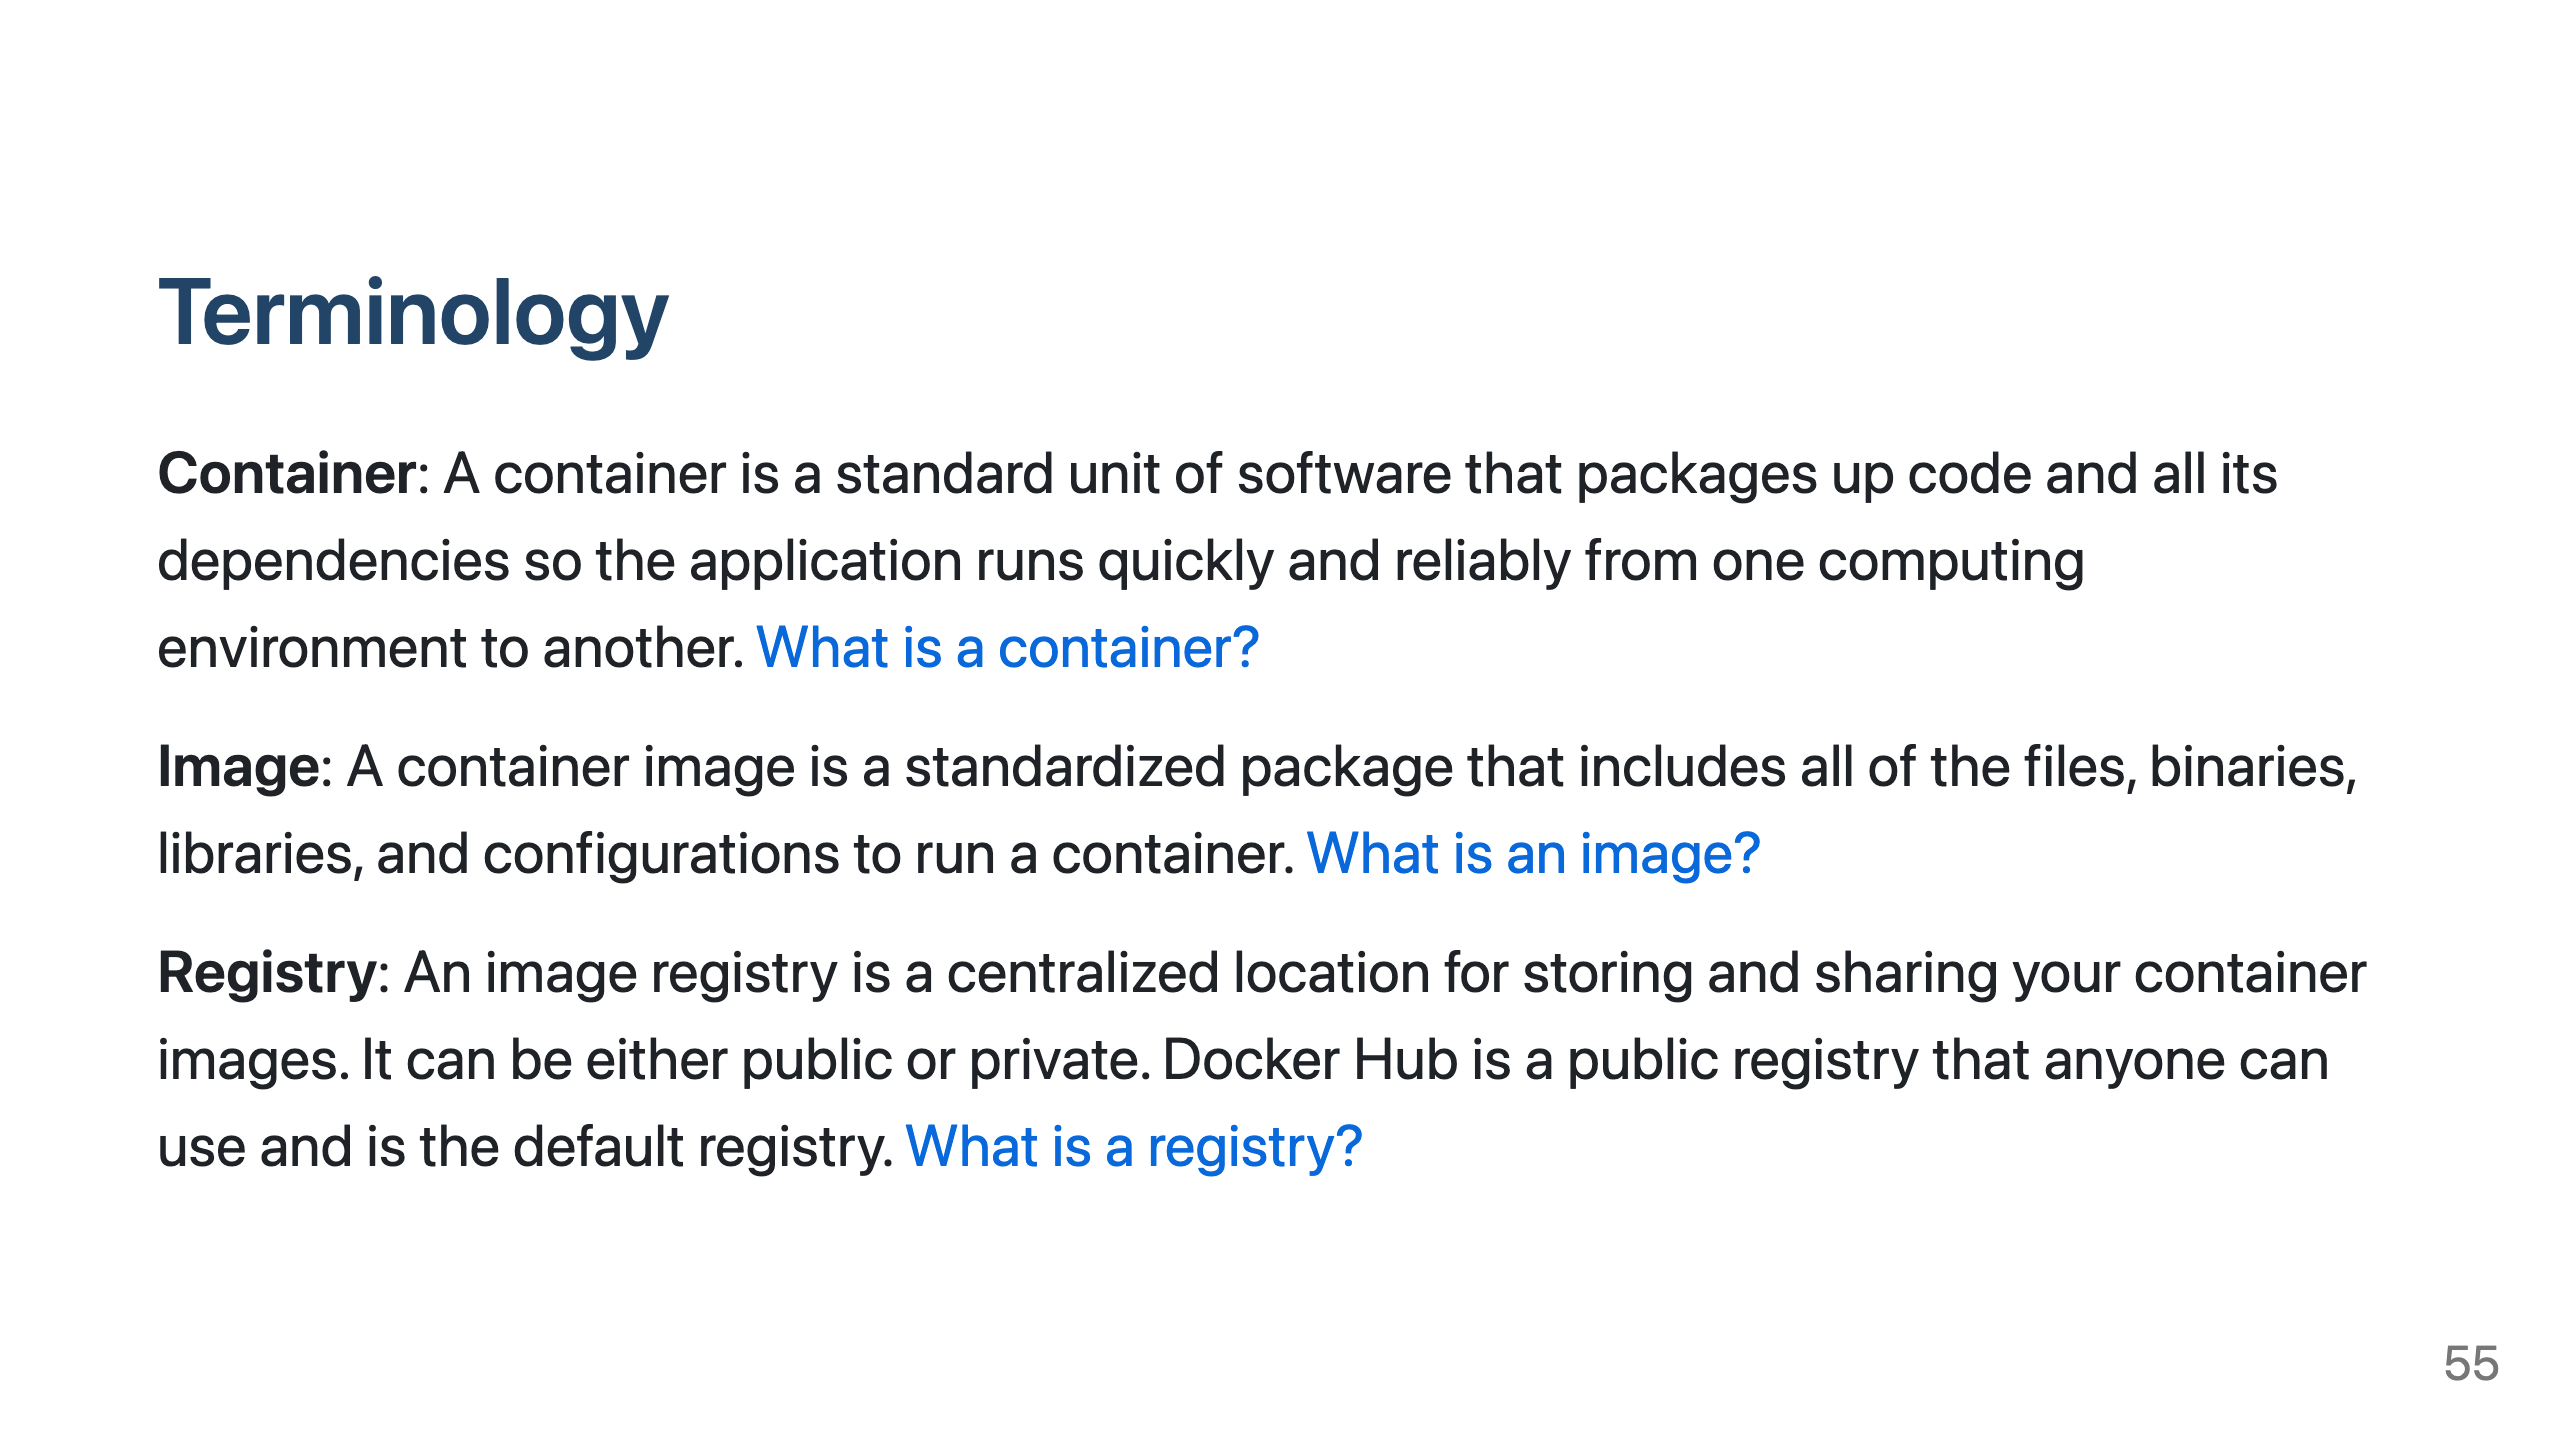 Terminology
Container: A container is a standard unit of software that packages up code and all its
dependencies so the application runs quickly and reliably from one computing
environment to another. What is a container?
Image: A container image is a standardized package that includes all of the files, binaries,
libraries, and configurations to run a container. What is an image?
Registry: An image registry is a centralized location for storing and sharing your container
images. It can be either public or private. Docker Hub is a public registry that anyone can
use and is the default registry. What is a registry?
55